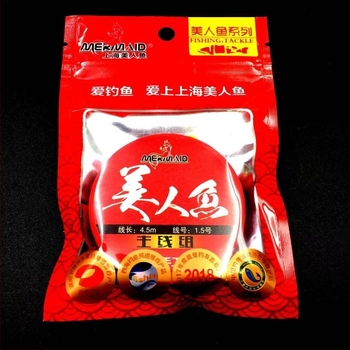 MERMAID
上海美人鱼
美人鱼系列
FISHING.TACKLE
爱钓鱼 爱上上海美人鱼
MERMAID
美人鱼
线长：4.5m 线号：1.5号
主线组
2018